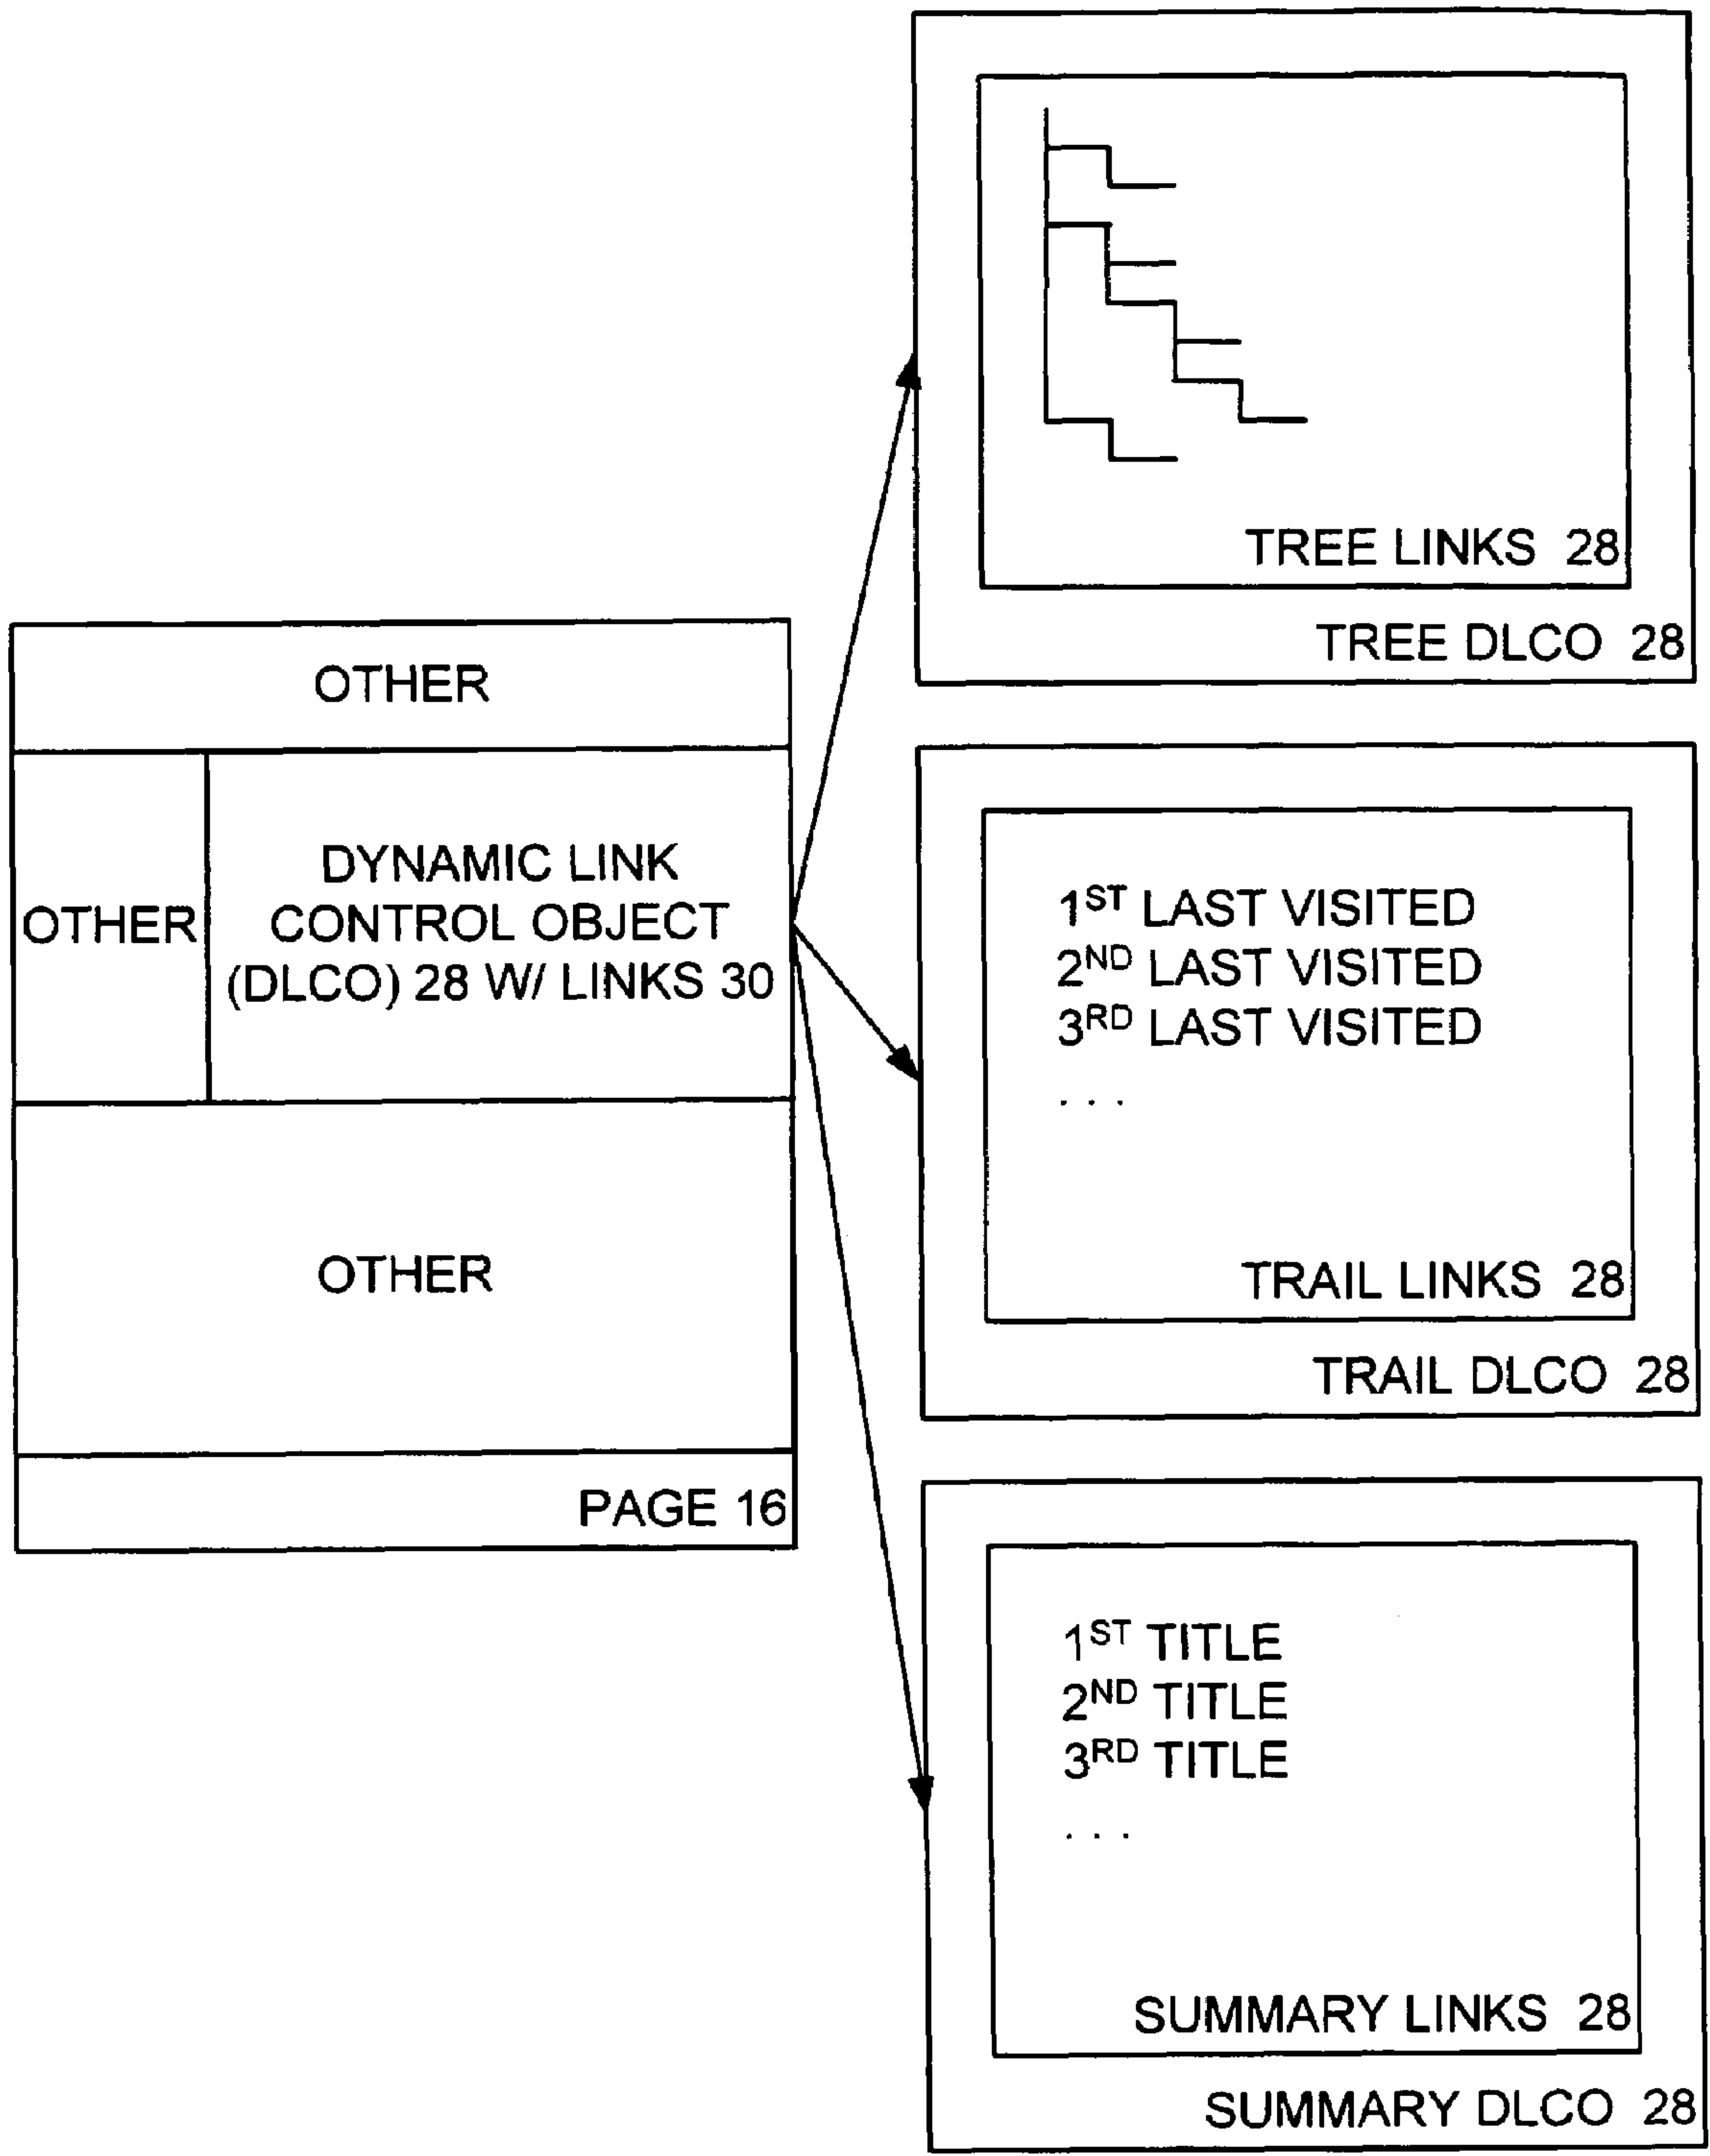 OTHER
OTHER
DYNAMIC LINK
CONTROL OBJECT
(DLCO) 28 W/ LINKS 30
OTHER
PAGE 16
TREE LINKS 28
TREE DLCO 28
1ST LAST VISITED
2ND LAST VISITED
3RD LAST VISITED
. . .
TRAIL LINKS 28
TRAIL DLCO 28
1ST TITLE
2ND TITLE
3RD TITLE
. . .
SUMMARY LINKS 28
SUMMARY DLCO 28